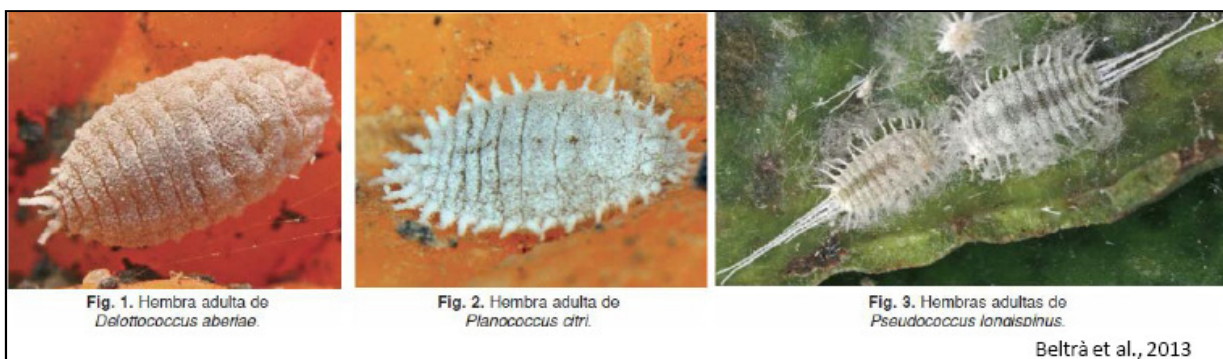 Fig. 1. Hembra adulta de
Delottococcus aberiae.
Fig. 2. Hembra adulta de
Planococcus citri.
Fig. 3. Hembras adultas de
Pseudococcus longispinus.
Beltrà et al., 2013